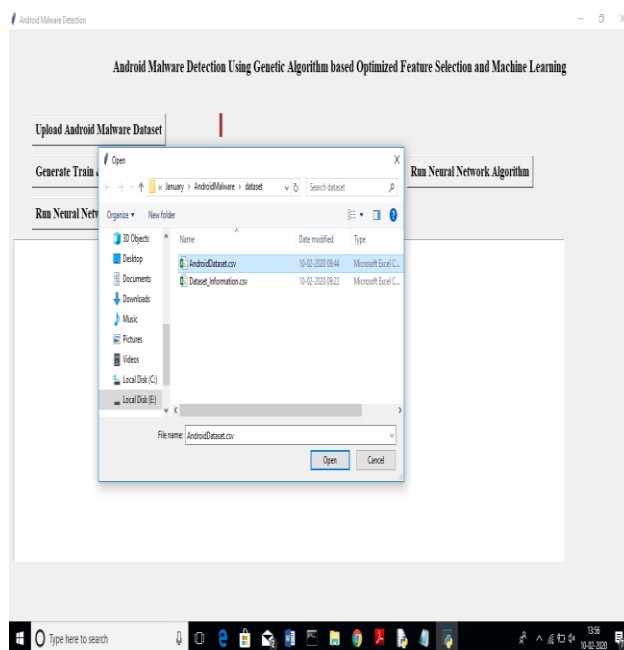 Android Malware Detection
Android Malware Detection Using Genetic Algorithm based Optimized Feature Selection and Machine Learning
Upload Android Malware Dataset
Generate Train
Run Neural Network Algorithm
Run Neural Netw
Open
« January › AndroidMalware › dataset
Search dataset
Organize
New folder
3D Objects
Desktop
Documents
Downloads
Music
Pictures
Videos
Local Disk (C:)
Local Disk (E:)
Name Date modified Type
AndroidDataset.csv 10-02-2020 09:44 Microsoft Excel C...
Dataset_Information.csv 10-02-2020 09:22 Microsoft Excel C...
File name: AndroidDataset.csv
Open
Cancel
Type here to search
13:56
10-02-2020